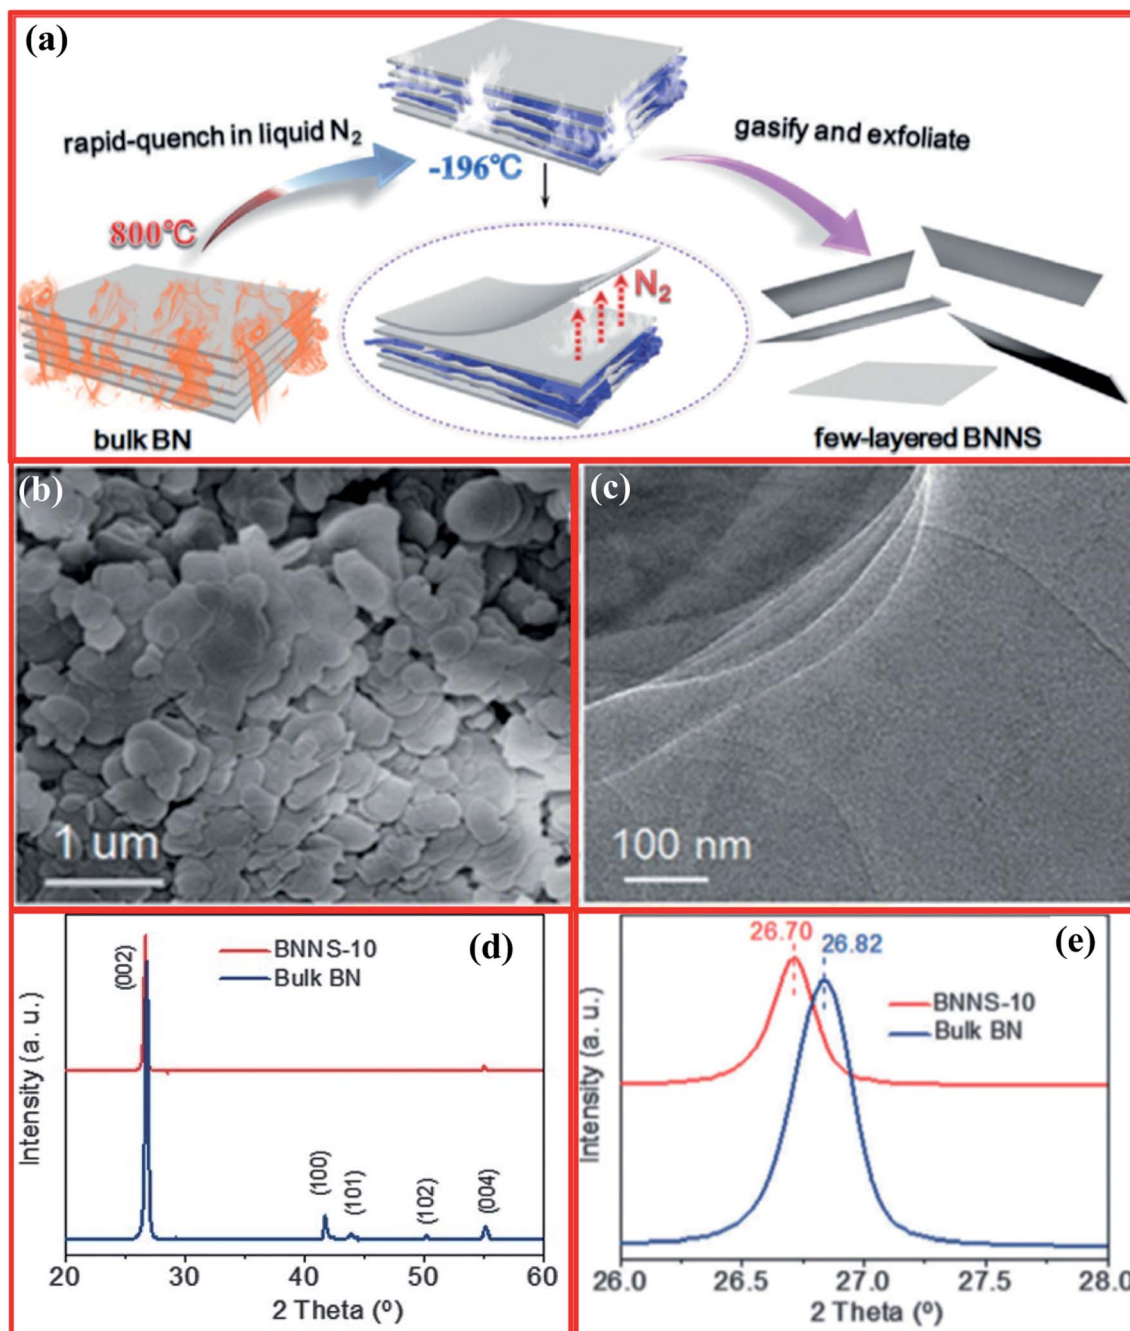 (a)
rapid-quench in liquid N₂
gasify and exfoliate
-196℃
800℃
N₂
bulk BN
few-layered BNNS
(b)
1 um
(c)
100 nm
(d)
BNNS-10
Bulk BN
(002)
(100)
(101)
(102)
(004)
Intensity (a. u.)
20 30 40 50 60
2 Theta (º)
(e)
26.70 26.82
BNNS-10
Bulk BN
Intensity (a. u.)
26.0 26.5 27.0 27.5 28.0
2 Theta (º)